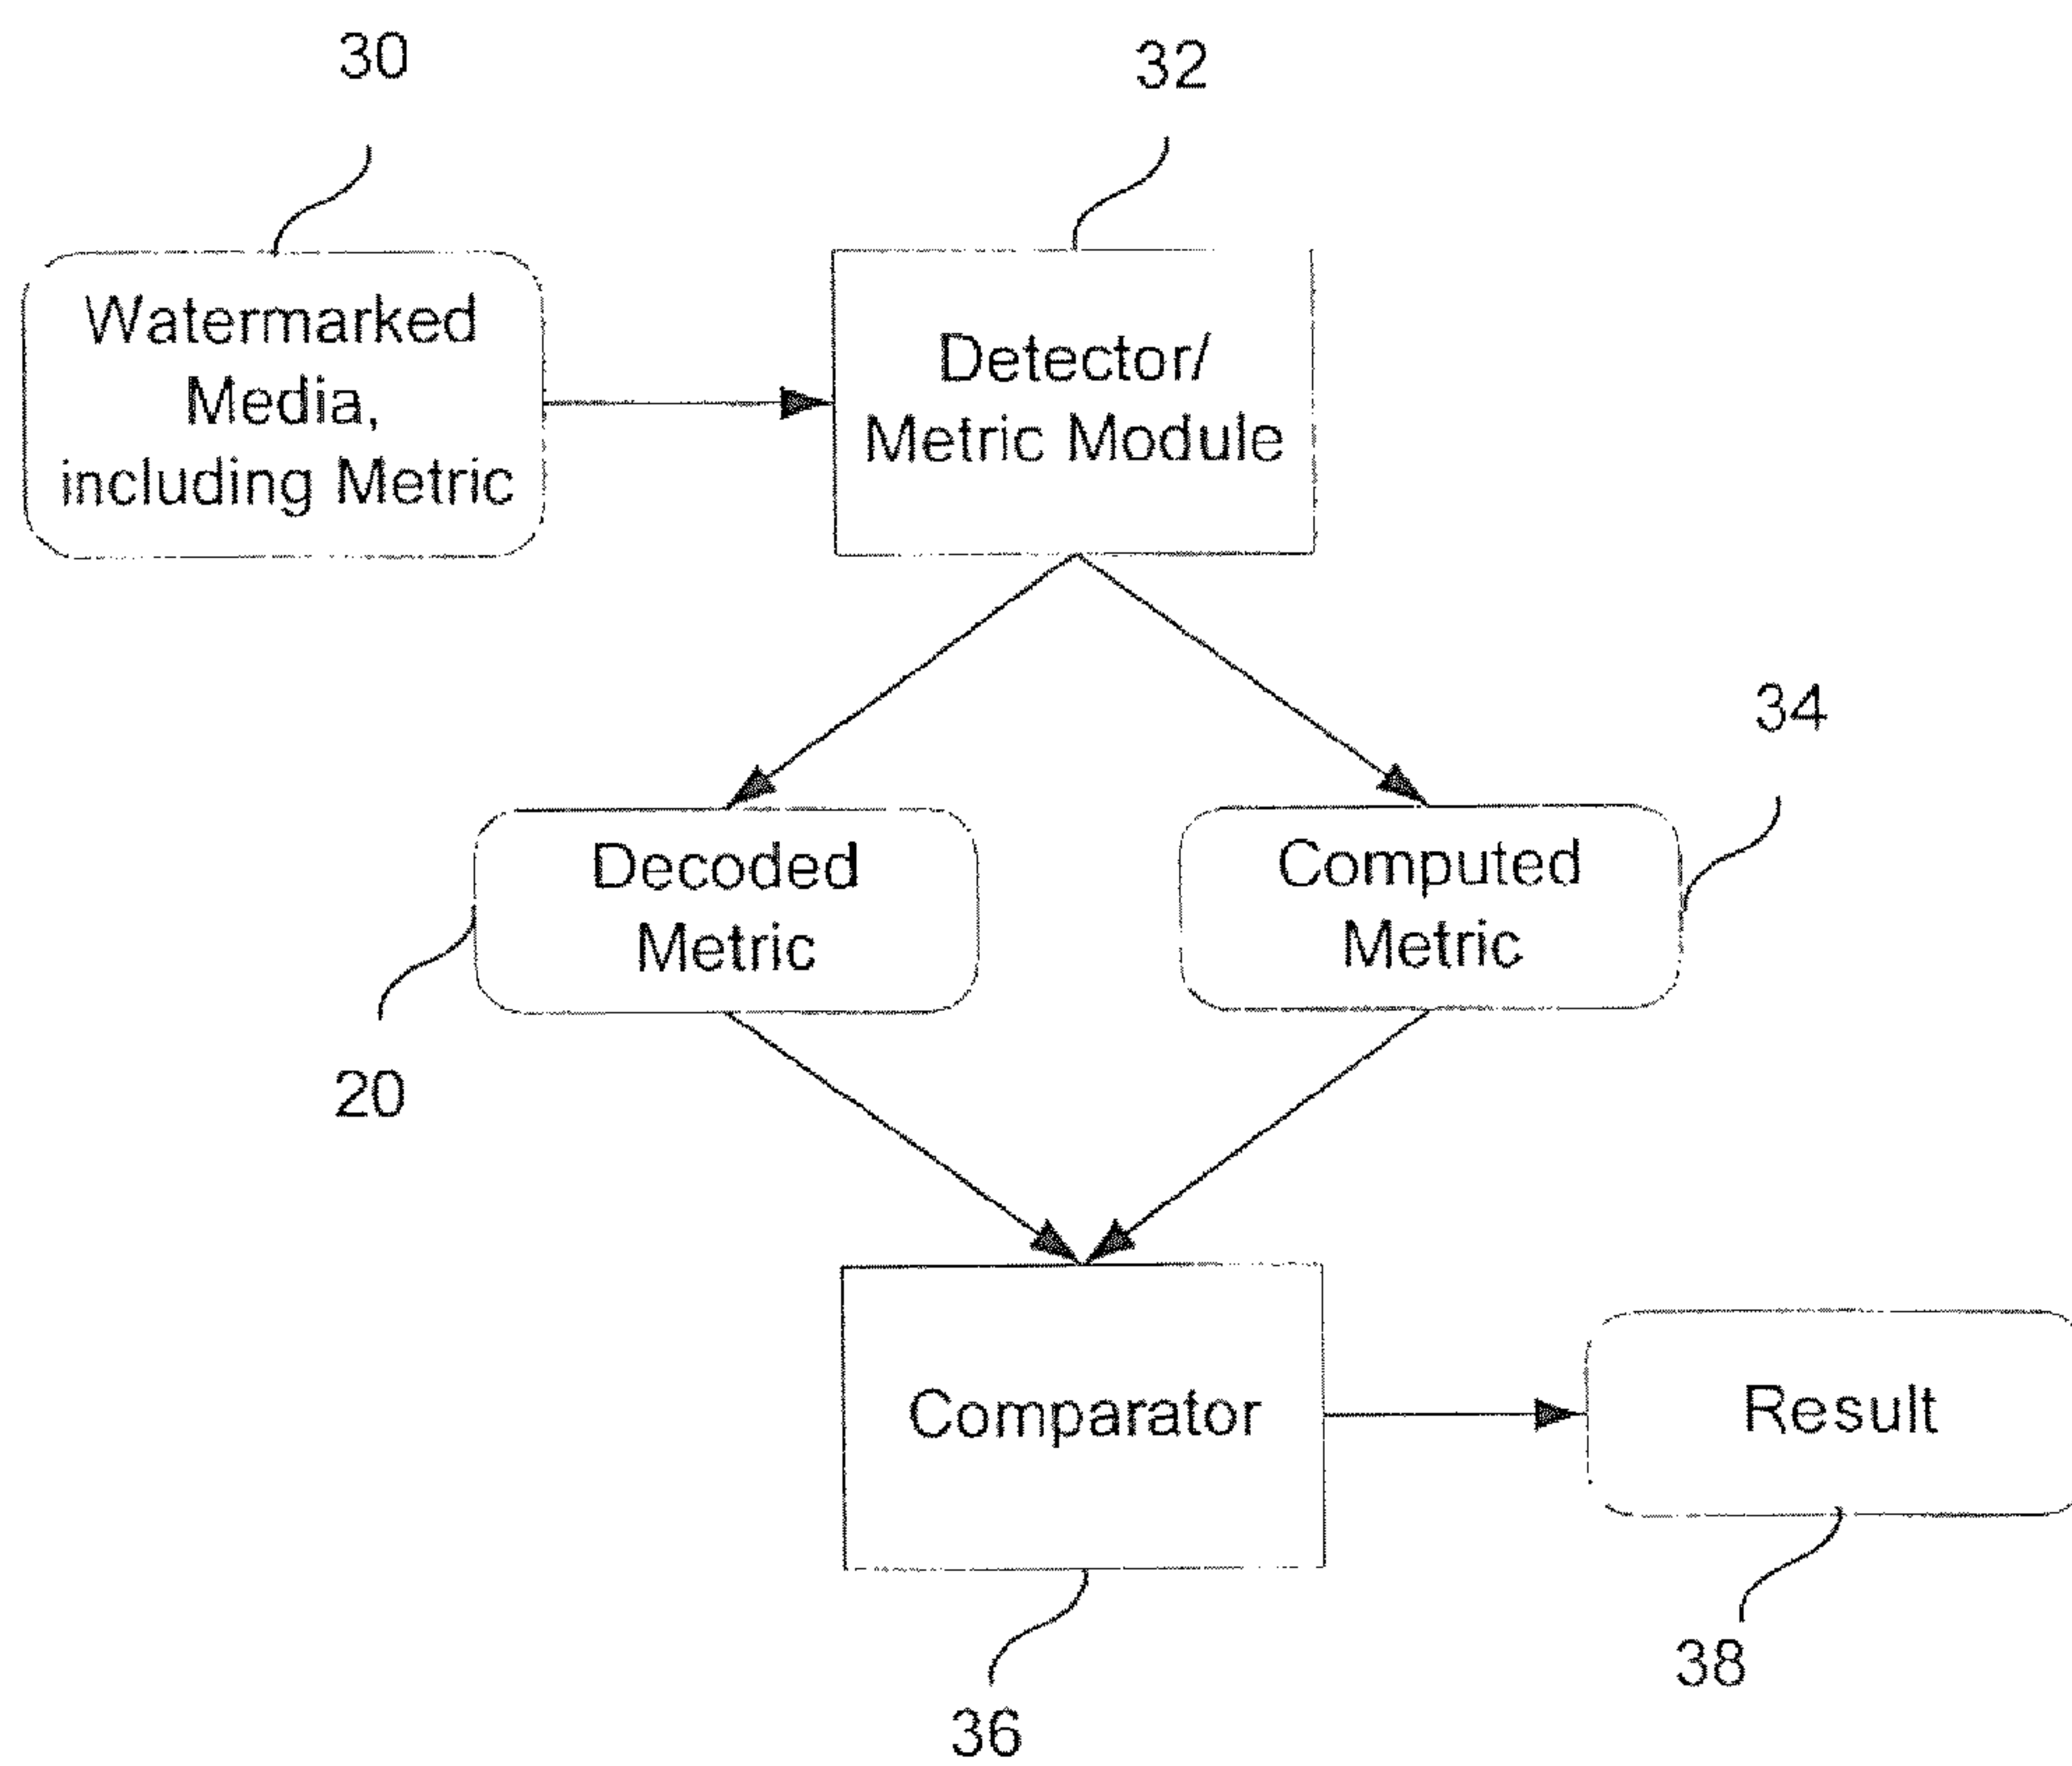 30
32
Watermarked
Media,
including Metric
Detector/
Metric Module
34
Decoded
Metric
Computed
Metric
20
Comparator
Result
38
36